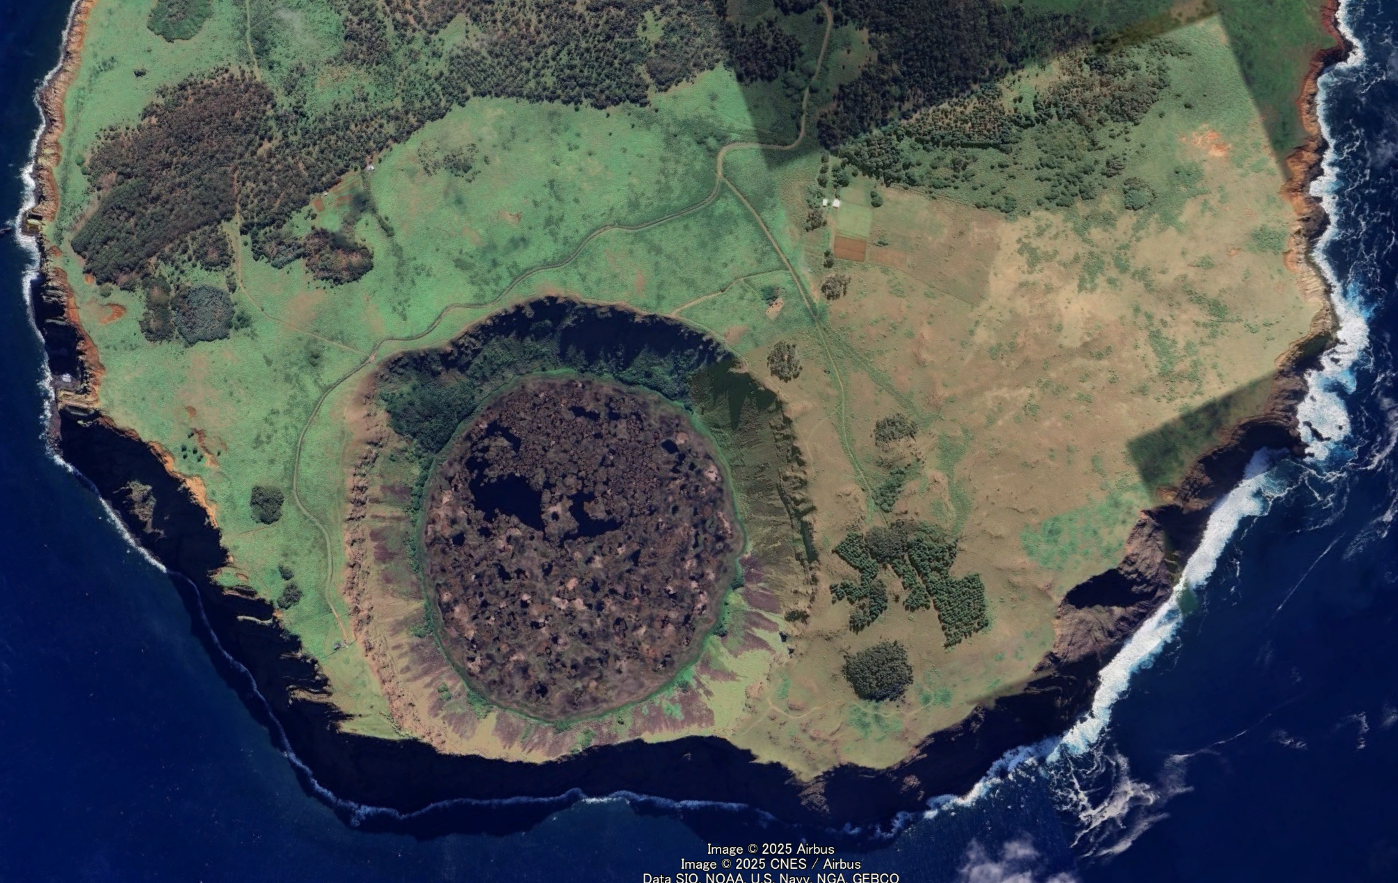 Image © 2025 Airbus
Image © 2025 CNES / Airbus
Data SIO, NOAA, U.S. Navy, NGA, GEBCO